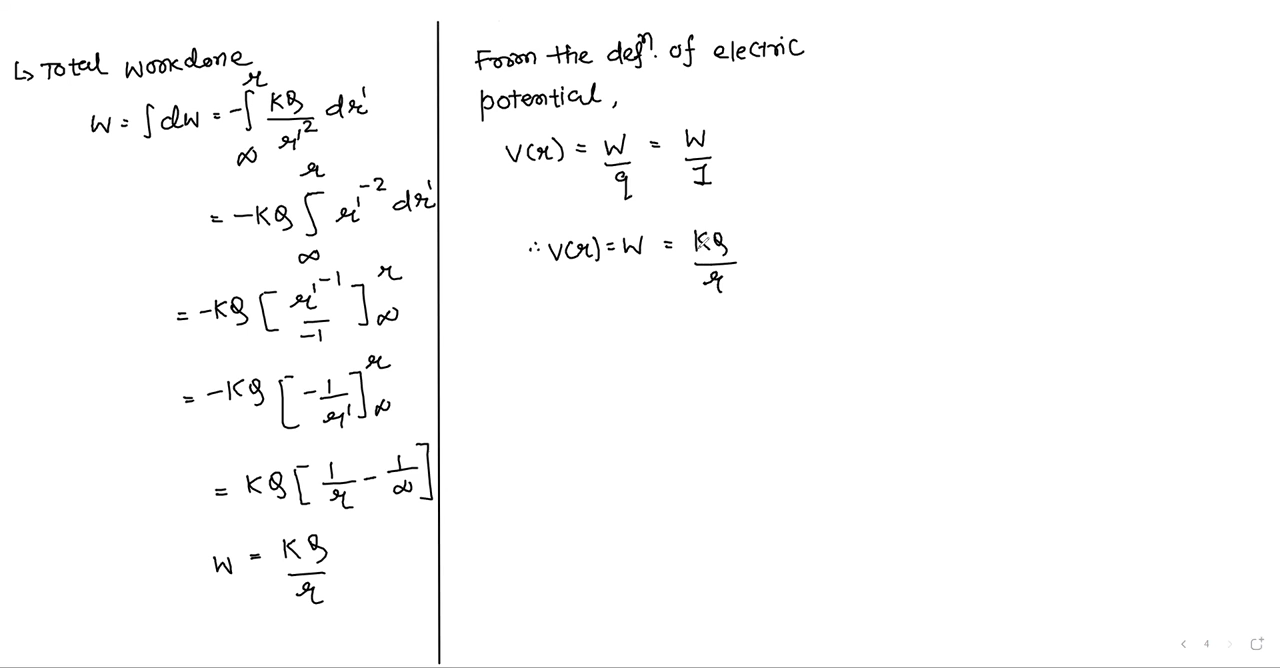 ↳ Total workdone
W = ∫ dW = -∫_∞^r KQ/r'² dr'
= -KQ ∫_∞^r r'⁻² dr'
= -KQ [ r'⁻¹/-1 ]_∞^r
= -KQ [ -1/r' ]_∞^r
= KQ [ 1/r - 1/∞ ]
W = KQ/r
From the defⁿ. of electric
potential,
V(r) = W/q = W/1
∴ V(r) = W = KQ/r
4